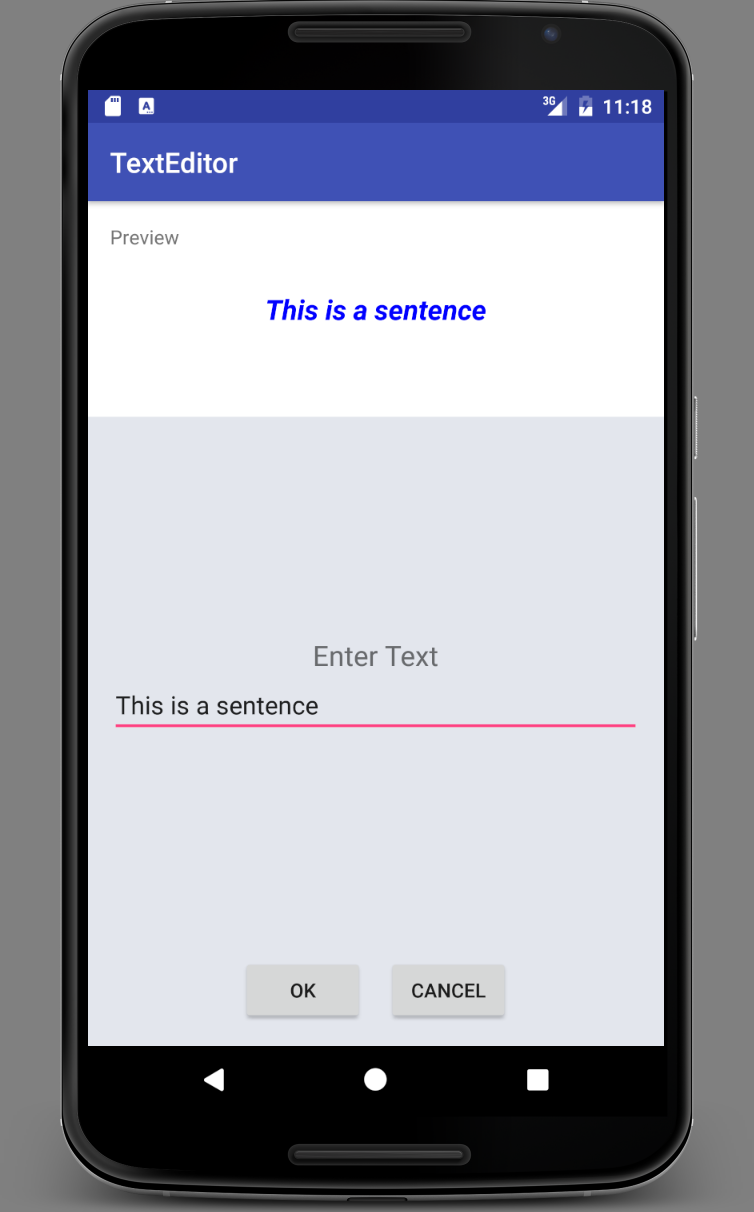 3G 11:18
TextEditor
Preview
This is a sentence
Enter Text
This is a sentence
OK CANCEL